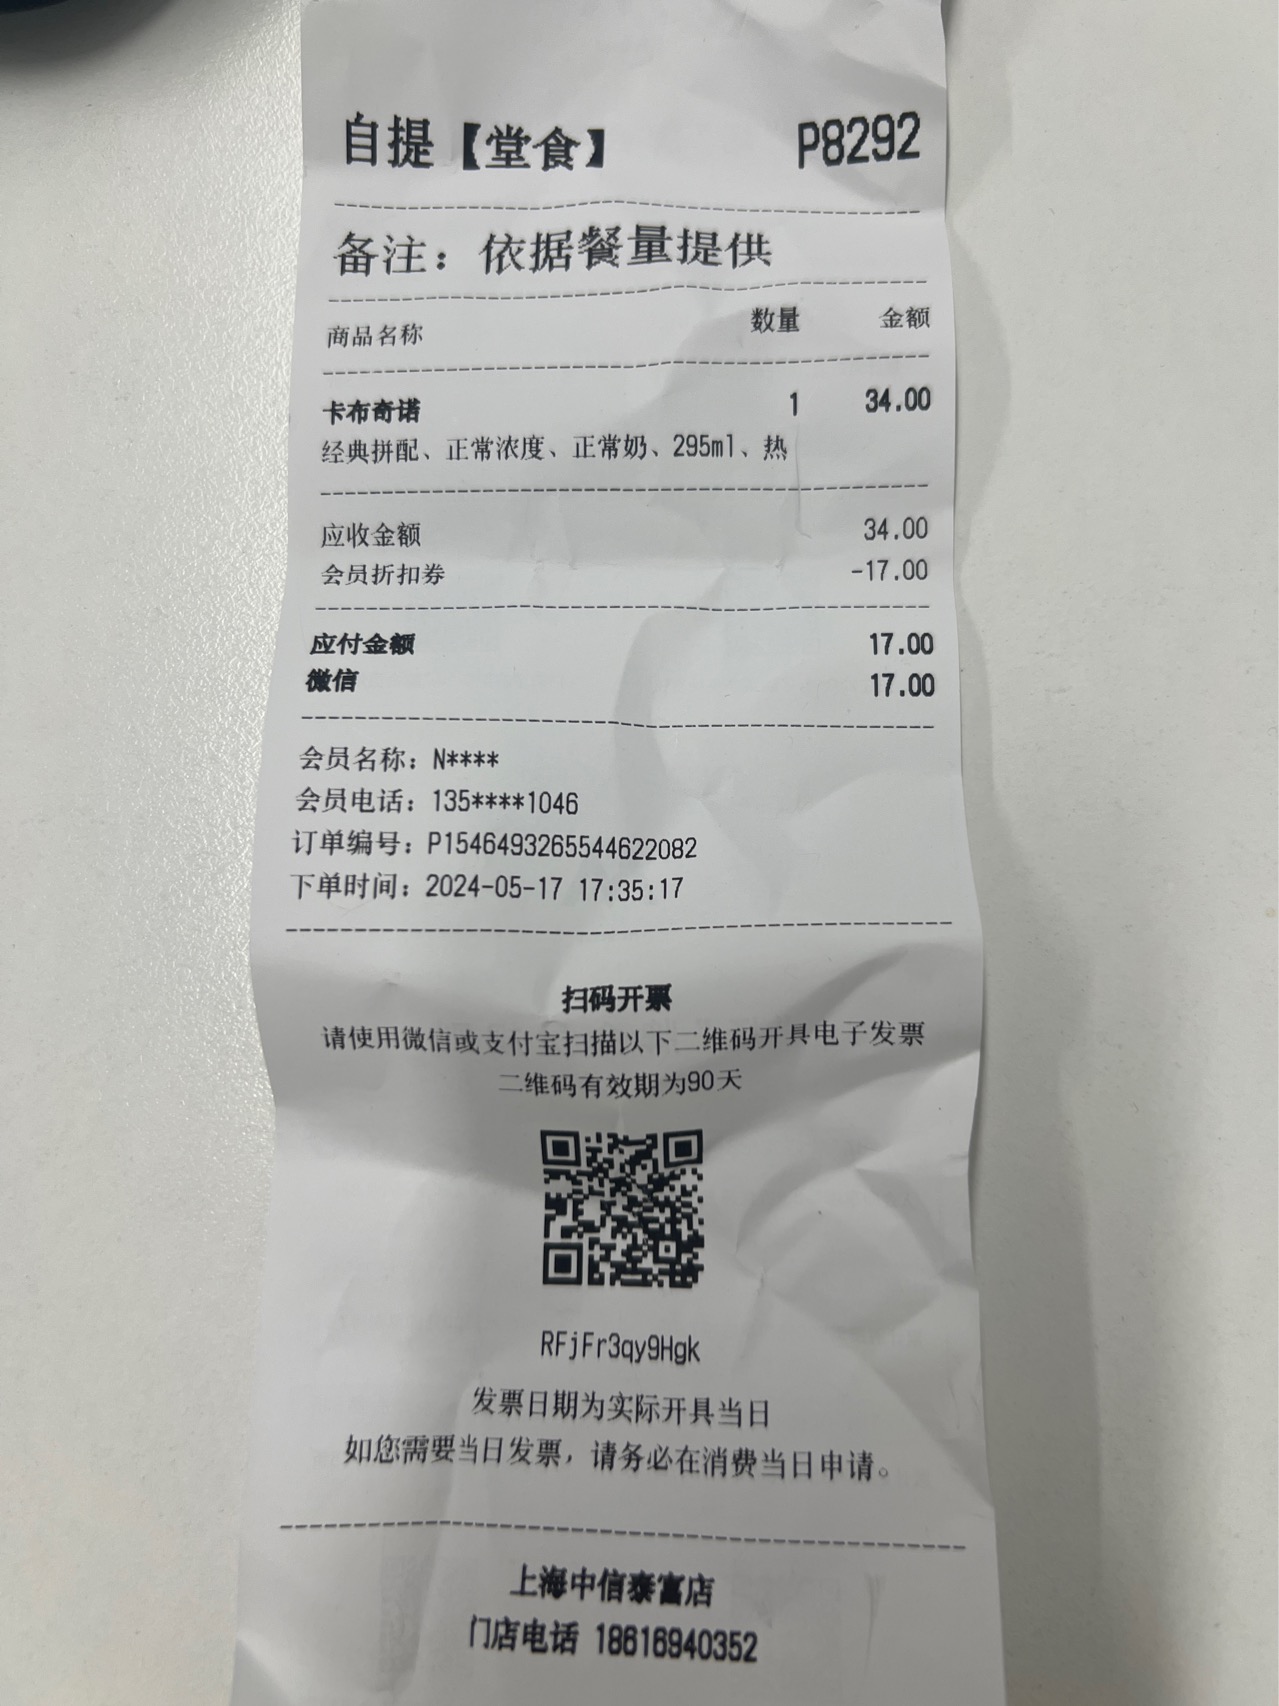 自提【堂食】 P8292
备注：依据餐量提供
商品名称 数量 金额
卡布奇诺 1 34.00
经典拼配、正常浓度、正常奶、295ml、热
应收金额 34.00
会员折扣券 -17.00
应付金额 17.00
微信 17.00
会员名称：N****
会员电话：135****1046
订单编号：P1546493265544622082
下单时间：2024-05-17 17:35:17
扫码开票
请使用微信或支付宝扫描以下二维码开具电子发票
二维码有效期为90天
RFjFr3qy9Hgk
发票日期为实际开具当日
如您需要当日发票，请务必在消费当日申请。
上海中信泰富店
门店电话 18616940352